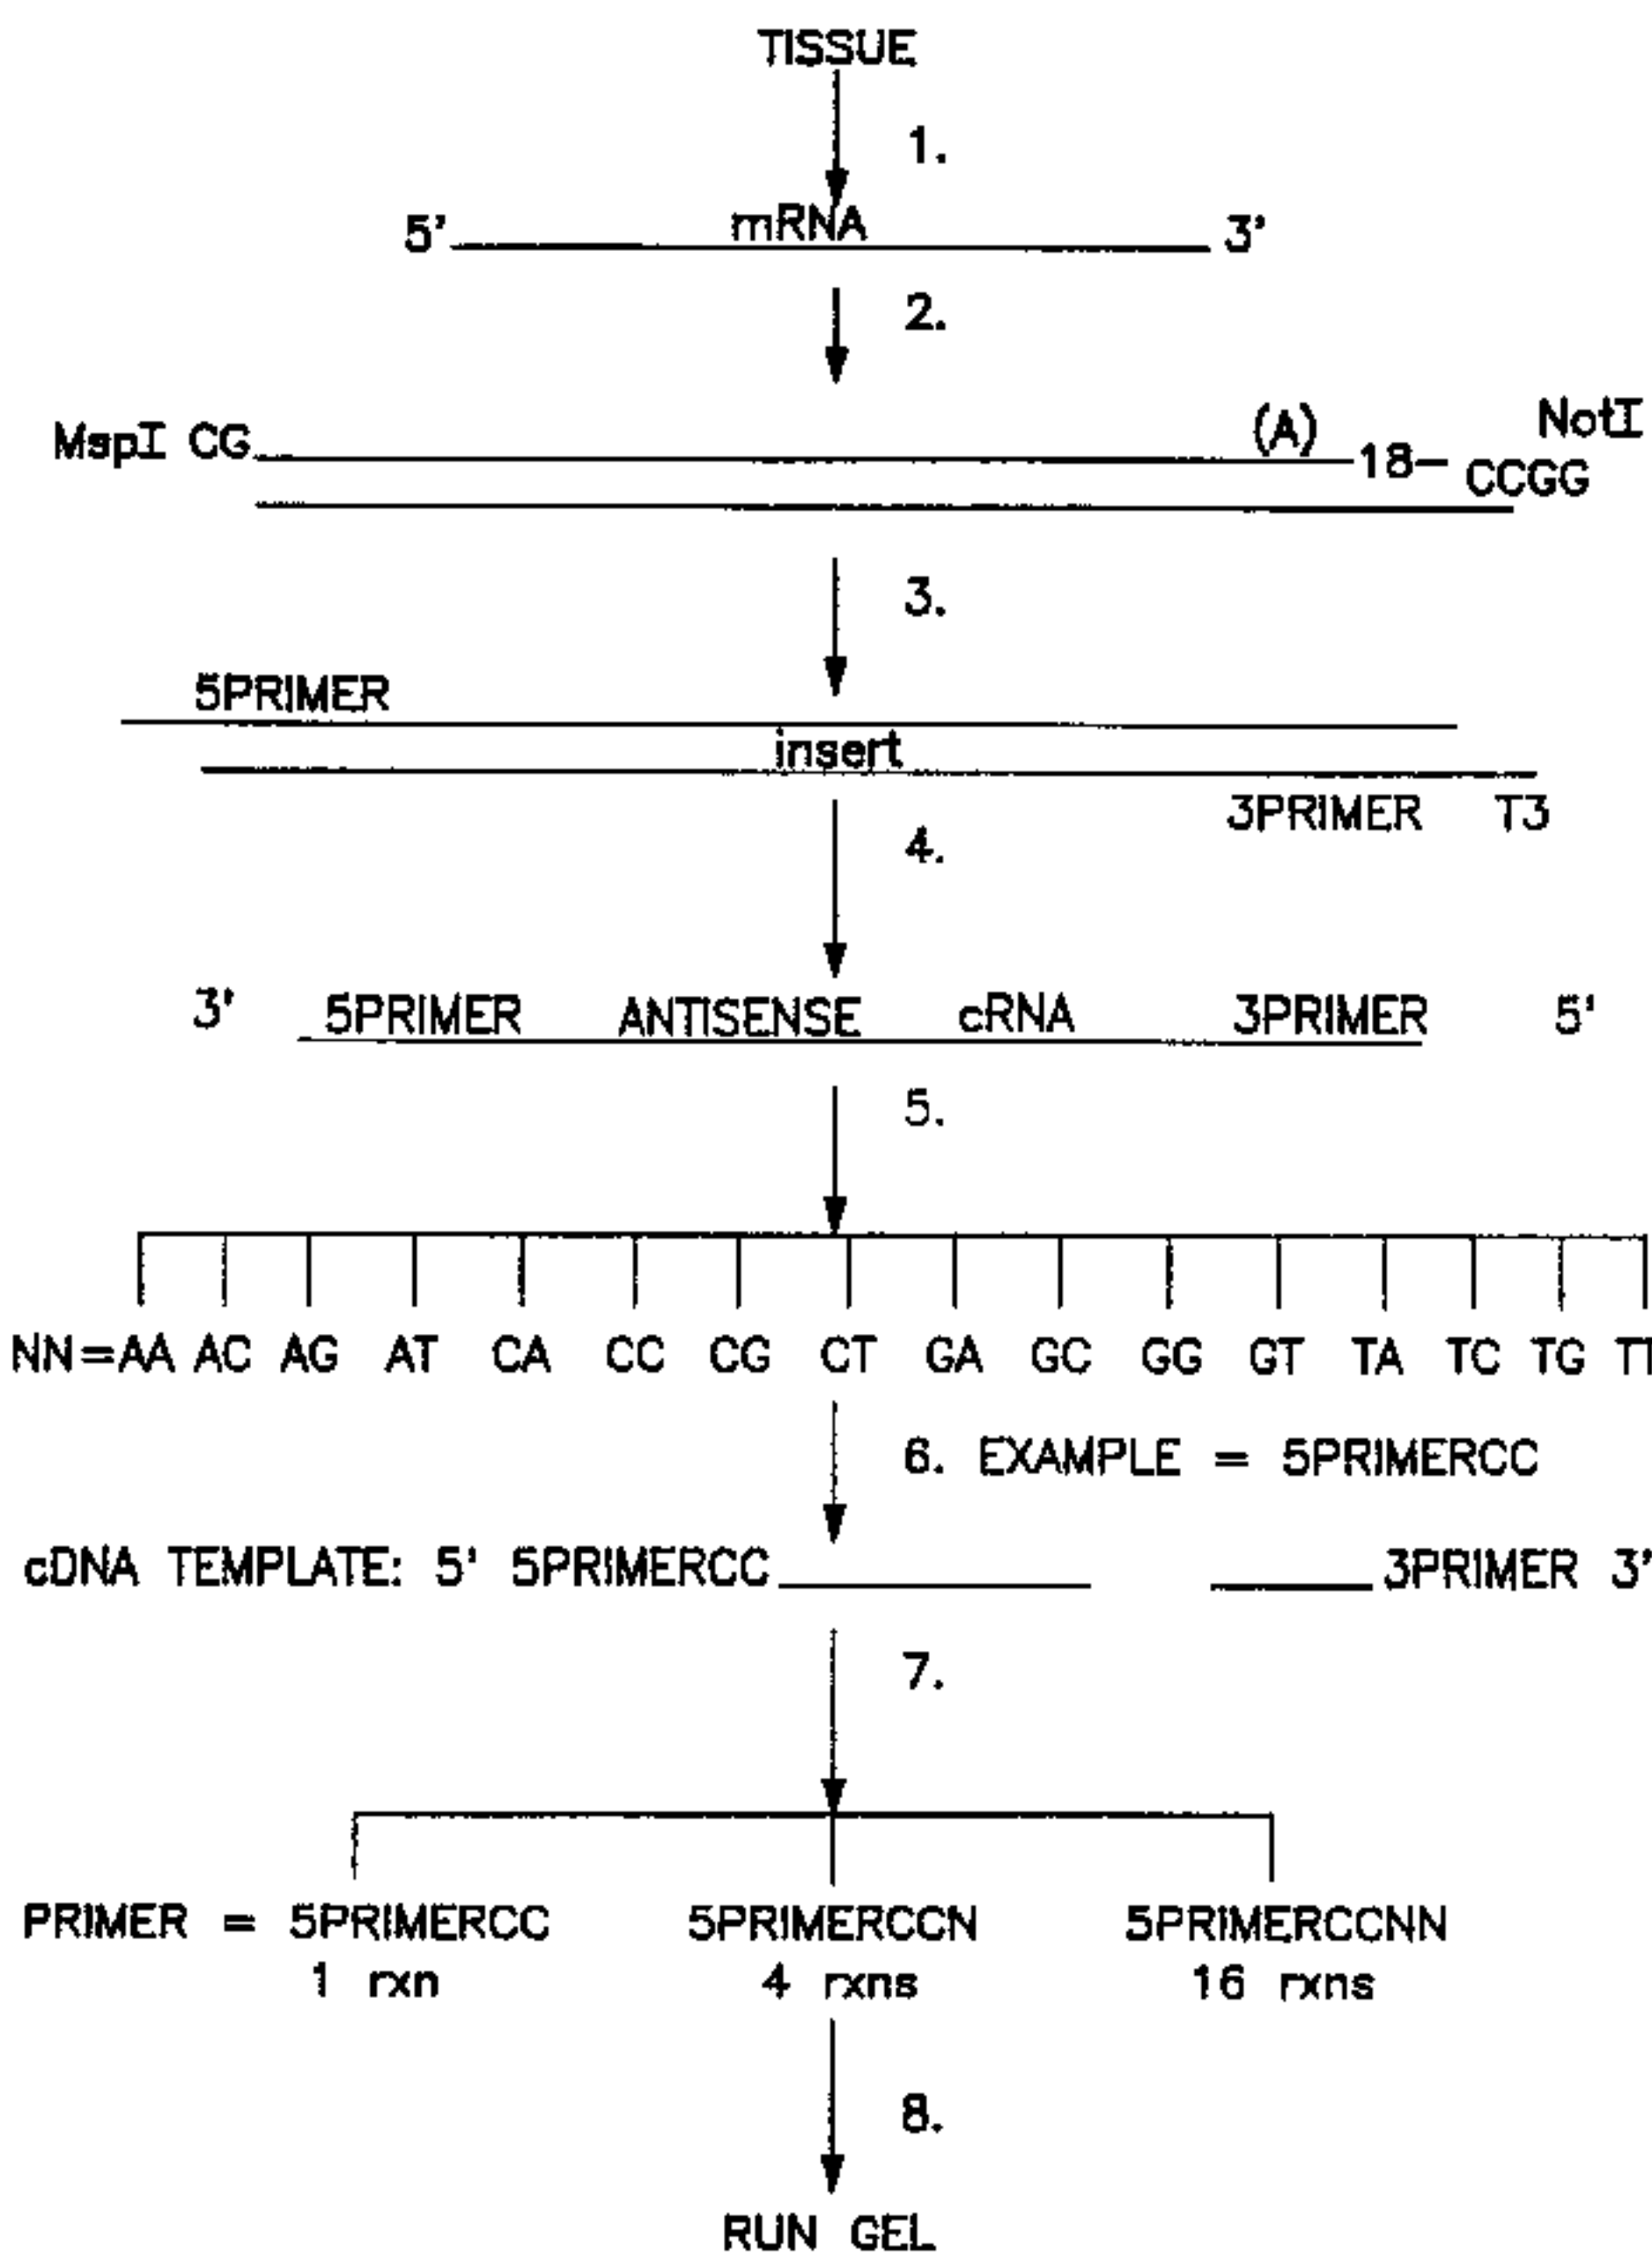 TISSUE
1.
5' mRNA 3'
2.
MspI CG (A) 18- CCGG NotI
3.
5PRIMER
insert
3PRIMER T3
4.
3' 5PRIMER ANTISENSE cRNA 3PRIMER 5'
5.
NN=AA AC AG AT CA CC CG CT GA GC GG GT TA TC TG TT
6. EXAMPLE = 5PRIMERCC
cDNA TEMPLATE: 5' 5PRIMERCC 3PRIMER 3'
7.
PRIMER = 5PRIMERCC 5PRIMERCCN 5PRIMERCCNN
1 rxn 4 rxns 16 rxns
8.
RUN GEL